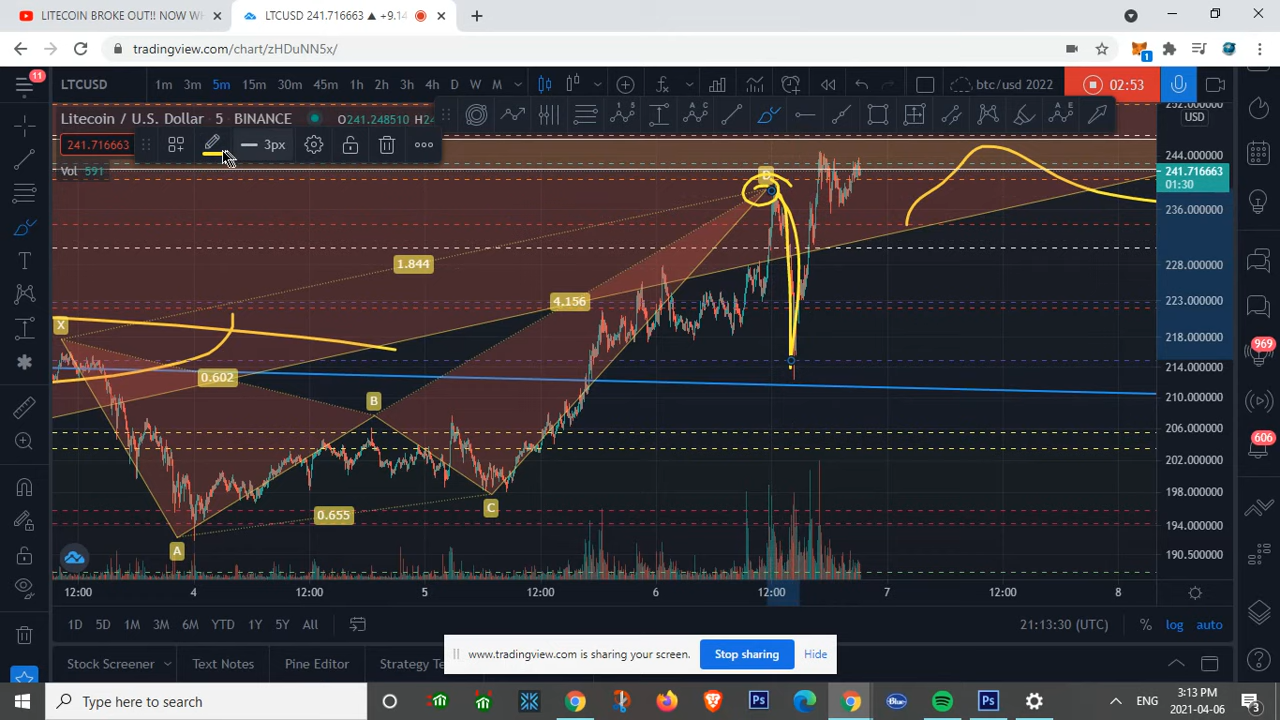 LITECOIN BROKE OUT!! NOW WH
LTCUSD 241.716663 ▲ +9.14
tradingview.com/chart/zHDuNN5x/
11
LTCUSD
1m 3m 5m 15m 30m 45m 1h 2h 3h 4h D W M
btc/usd 2022
02:53
Litecoin / U.S. Dollar 5 BINANCE
O241.248510 H24
252.000000
USD
241.716663
3px
Vol 591
244.000000
241.716663
01:30
236.000000
228.000000
223.000000
218.000000
214.000000
210.000000
206.000000
202.000000
198.000000
194.000000
190.500000
D
1.844
4.156
X
0.602
B
0.655
C
A
969
606
12:00 4 12:00 5 12:00 6 12:00 7 12:00 8
1D 5D 1M 3M 6M YTD 1Y 5Y All
21:13:30 (UTC) % log auto
www.tradingview.com is sharing your screen. Stop sharing Hide
Stock Screener Text Notes Pine Editor Strategy Te
Type here to search
Ps
Blue
Ps
ENG
3:13 PM
2021-04-06
3
1